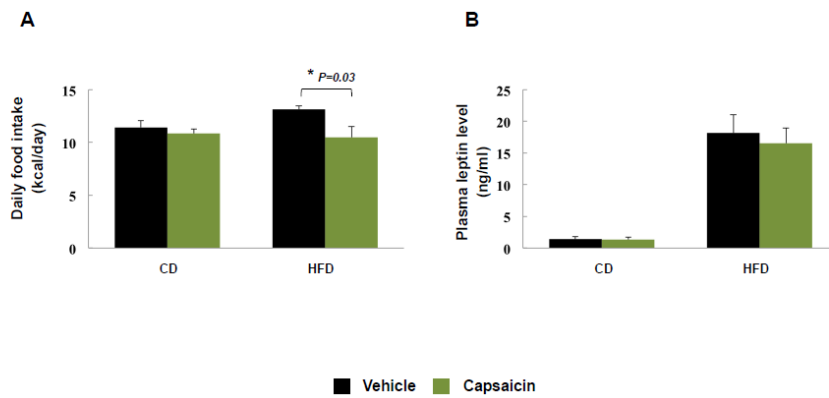 A
B
* P=0.03
Daily food intake
(kcal/day)
15
10
5
0
CD
HFD
Plasma leptin level
(ng/ml)
25
20
15
10
5
0
CD
HFD
Vehicle
Capsaicin